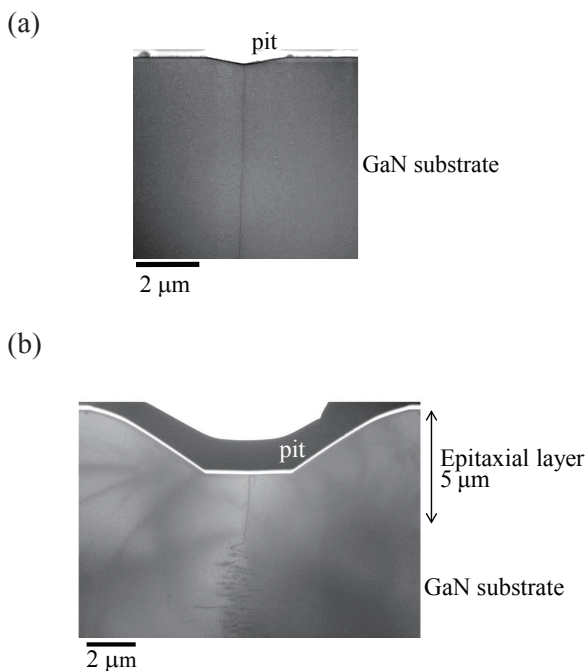 (a)
pit
GaN substrate
2 μm
(b)
pit
Epitaxial layer
5 μm
GaN substrate
2 μm